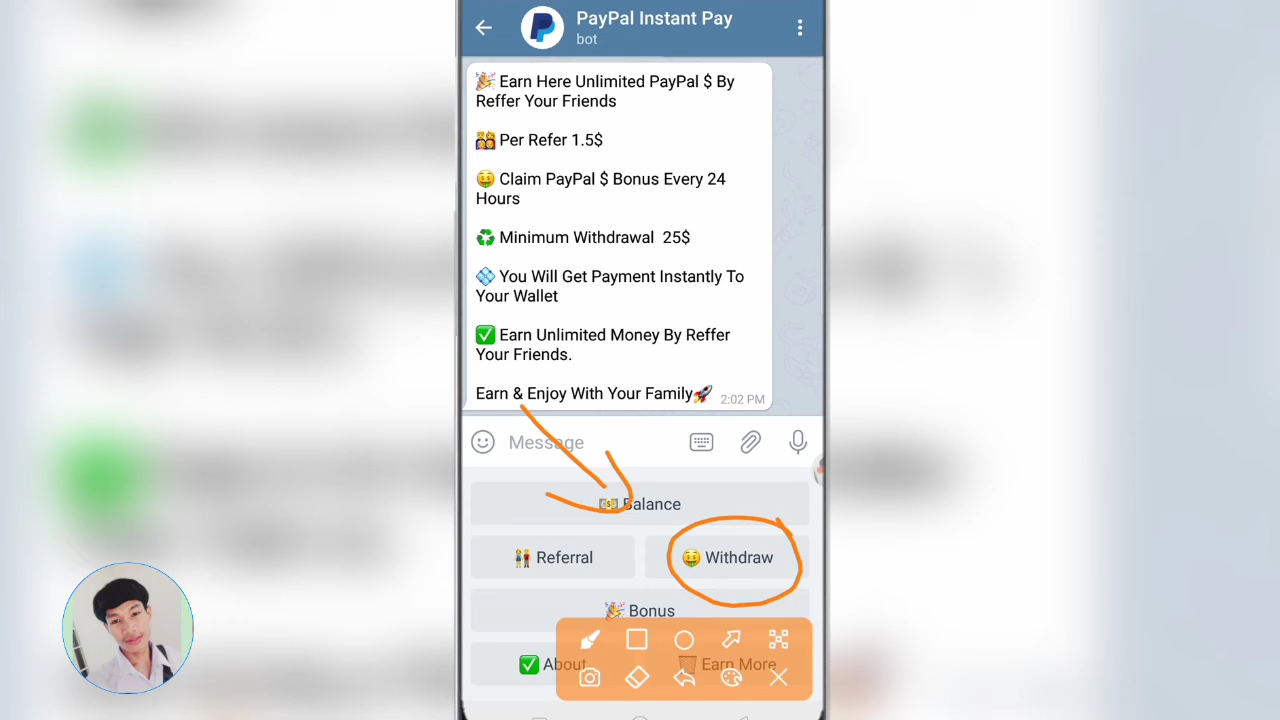 PayPal Instant Pay
bot
🎉 Earn Here Unlimited PayPal $ By
Reffer Your Friends
👨‍👩‍👧‍👦 Per Refer 1.5$
🤑 Claim PayPal $ Bonus Every 24
Hours
♻️ Minimum Withdrawal 25$
💠 You Will Get Payment Instantly To
Your Wallet
✅ Earn Unlimited Money By Reffer
Your Friends.
Earn & Enjoy With Your Family🚀 2:02 PM
Message
💵 Balance
👬 Referral
🤑 Withdraw
🎉 Bonus
✅ About
Earn More